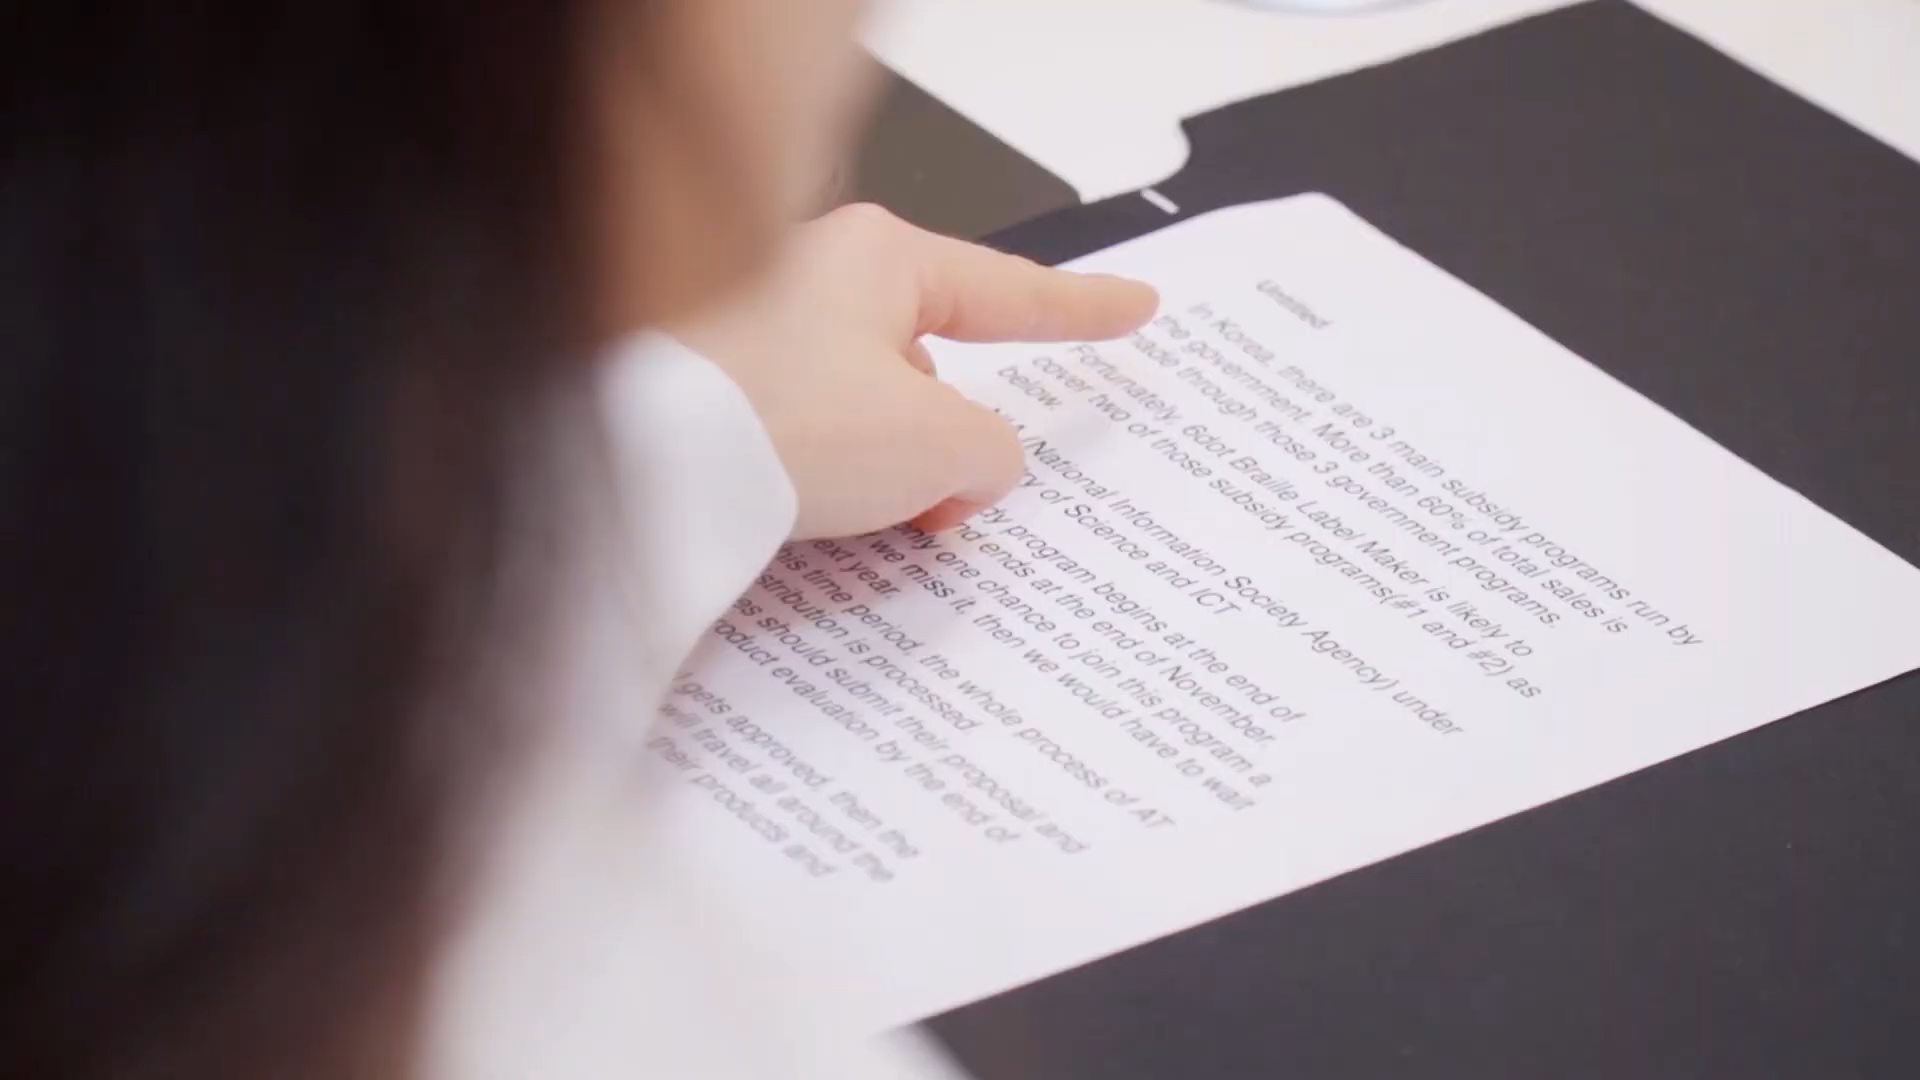 Untitled
In Korea, there are 3 main subsidy programs run by
the government. More than 60% of total sales is
made through those 3 government programs.
Fortunately, 6dot Braille Label Maker is likely to
cover two of those subsidy programs(#1 and #2) as
below.
(National Information Society Agency) under
of Science and ICT
program begins at the end of
ends at the end of November.
only one chance to join this program a
we miss it, then we would have to wait
year.
this time period, the whole process of AT
is processed.
should submit their proposal and
evaluation by the end of
gets approved, then the
will travel all around the
their products and